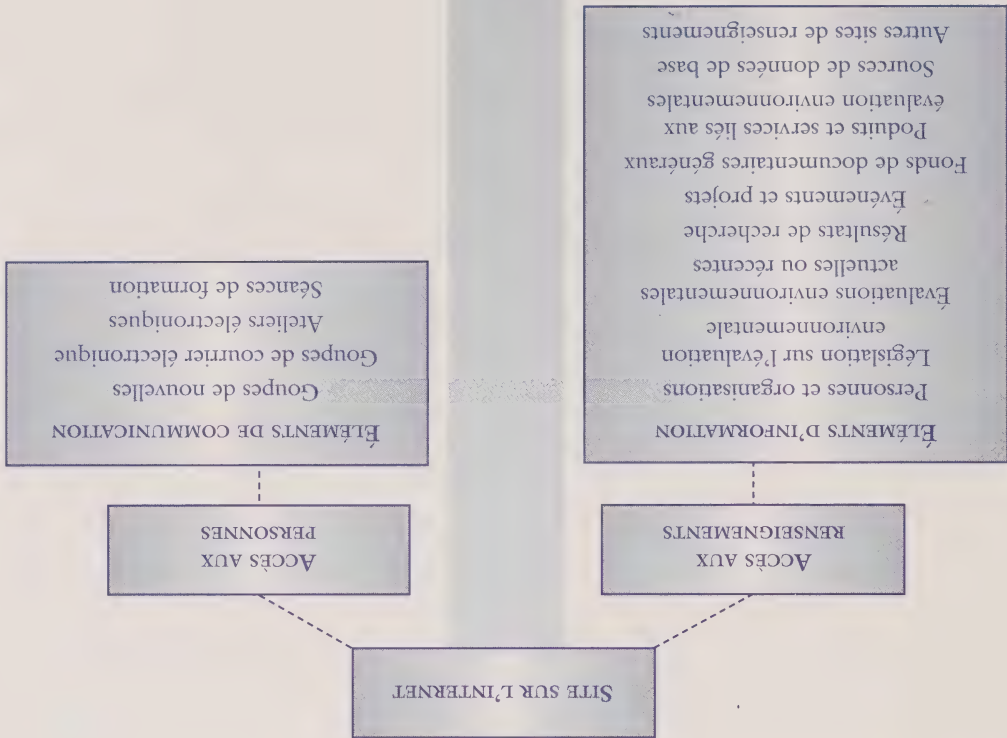 SITE SUR L'INTERNET
ACCÈS AUX
RENSEIGNEMENTS
ÉLÉMENTS D'INFORMATION
Personnes et organisations
Législation sur l'évaluation
environnementale
Évaluations environnementales
actuelles ou récentes
Résultats de recherche
Événements et projets
Fonds de documentaires généraux
Poduits et services liés aux
évaluation environnementales
Sources de données de base
Autres sites de renseignements
ACCÈS AUX
PERSONNES
ÉLÉMENTS DE COMMUNICATION
Goupes de nouvelles
Goupes de courrier électronique
Ateliers électroniques
Séances de formation